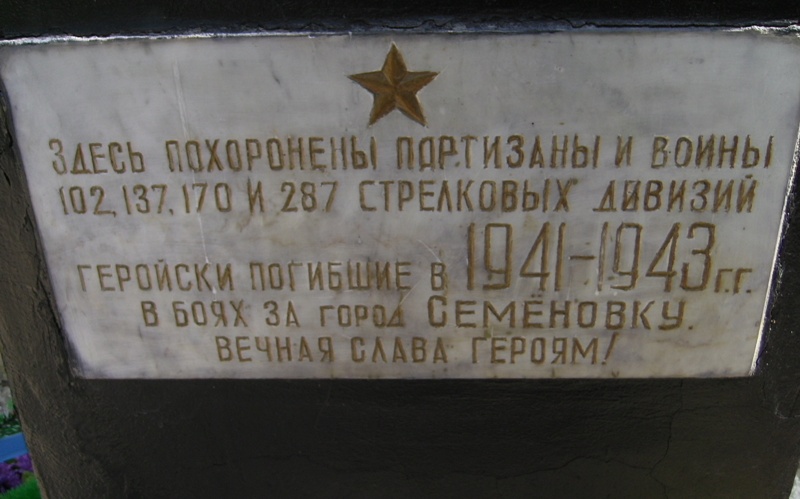 ЗДЕСЬ ПОХОРОНЕНЫ ПАРТИЗАНЫ И ВОИНЫ
102, 137, 170 И 287 СТРЕЛКОВЫХ ДИВИЗИЙ
ГЕРОЙСКИ ПОГИБШИЕ В 1941-1943 г.г.
В БОЯХ ЗА ГОРОД СЕМЁНОВКУ.
ВЕЧНАЯ СЛАВА ГЕРОЯМ!